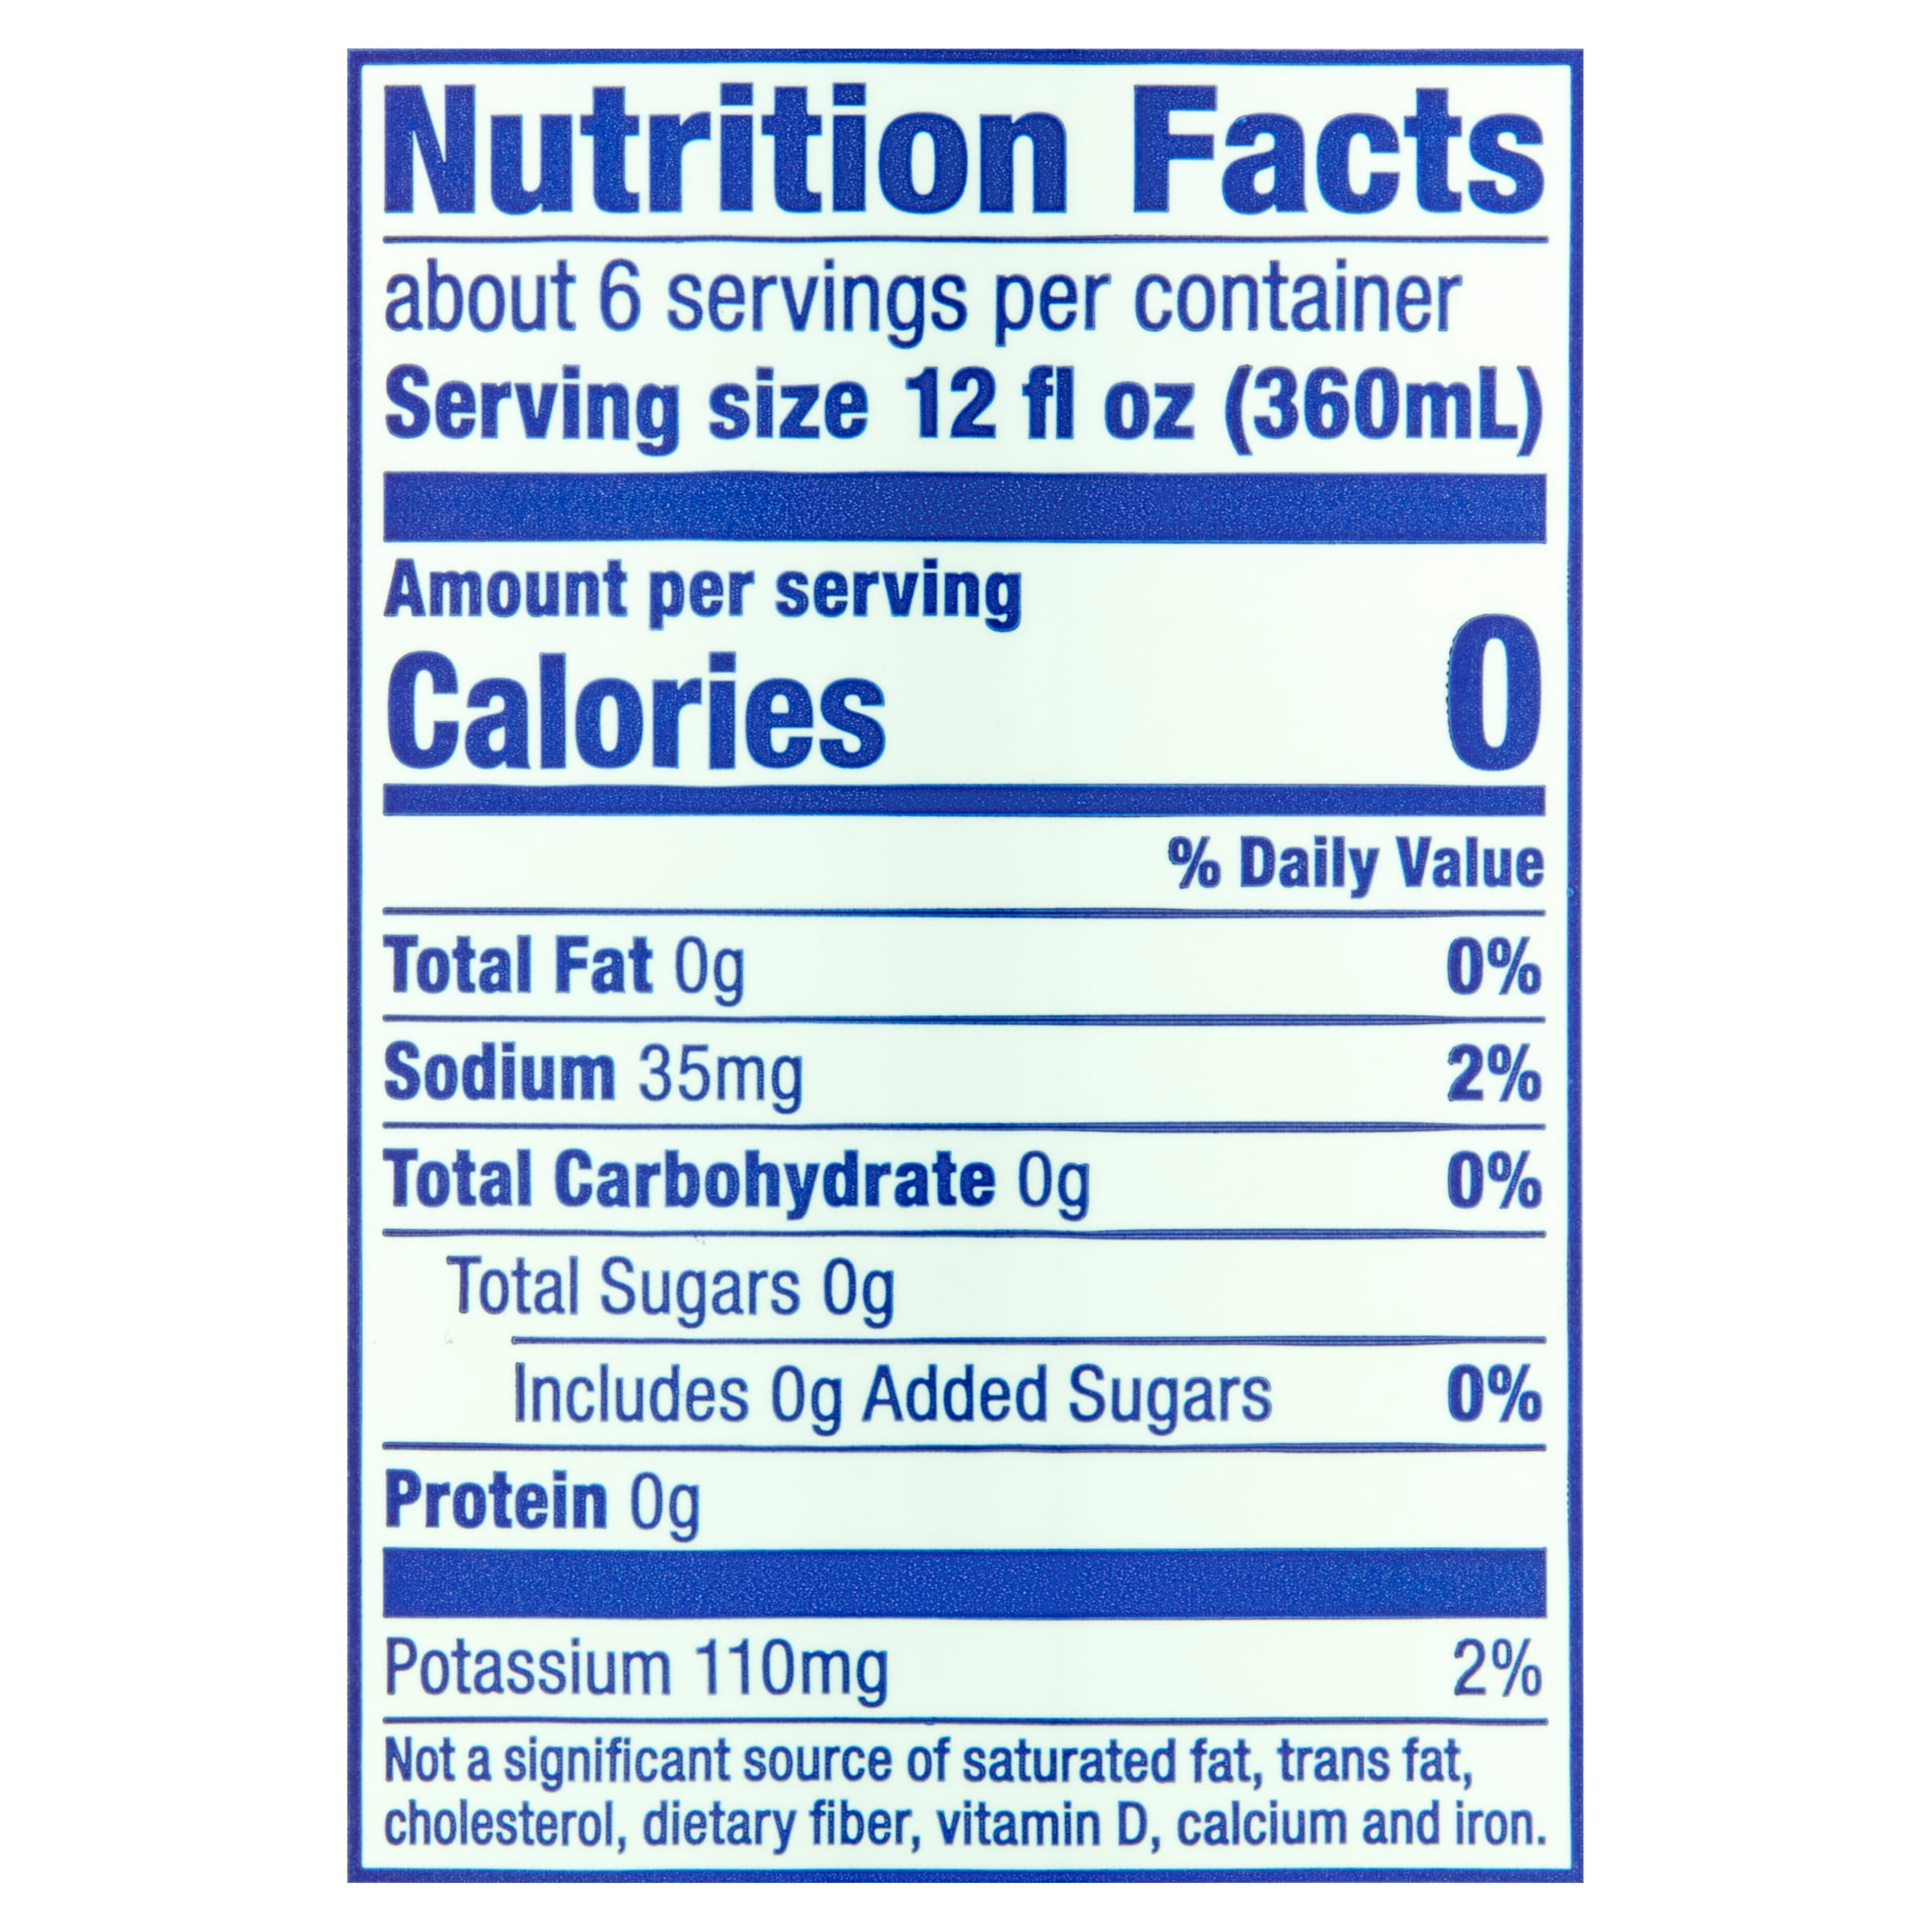 Nutrition Facts
about 6 servings per container
Serving size 12 fl oz (360mL)
Amount per serving
Calories 0
% Daily Value
Total Fat 0g 0%
Sodium 35mg 2%
Total Carbohydrate 0g 0%
Total Sugars 0g
Includes 0g Added Sugars 0%
Protein 0g
Potassium 110mg 2%
Not a significant source of saturated fat, trans fat,
cholesterol, dietary fiber, vitamin D, calcium and iron.